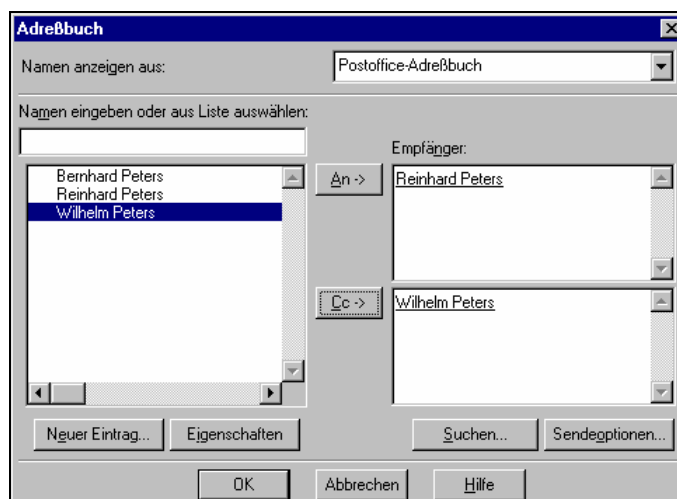 Adreßbuch
Namen anzeigen aus:
Postoffice-Adreßbuch
Namen eingeben oder aus Liste auswählen:
Empfänger:
Bernhard Peters
Reinhard Peters
Wilhelm Peters
An ->
Reinhard Peters
Cc ->
Wilhelm Peters
Neuer Eintrag...
Eigenschaften
Suchen...
Sendeoptionen...
OK
Abbrechen
Hilfe